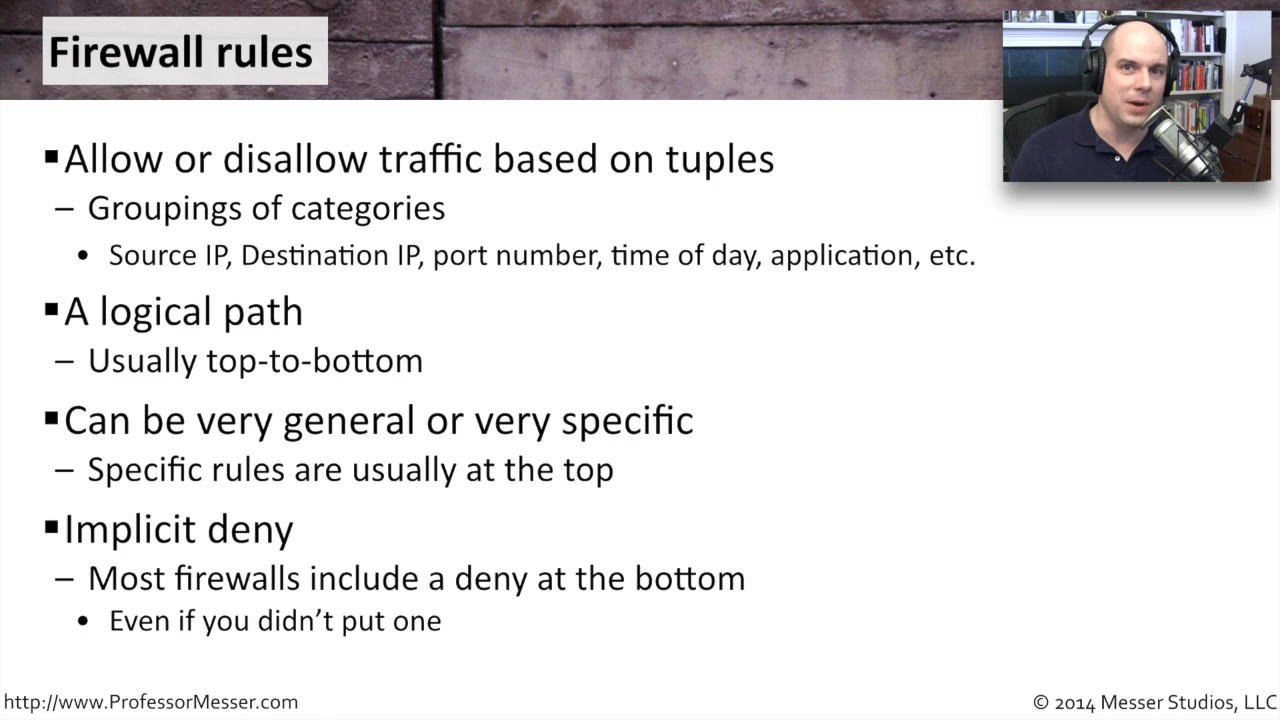 Firewall rules
▪Allow or disallow traffic based on tuples
– Groupings of categories
• Source IP, Destination IP, port number, time of day, application, etc.
▪A logical path
– Usually top-to-bottom
▪Can be very general or very specific
– Specific rules are usually at the top
▪Implicit deny
– Most firewalls include a deny at the bottom
• Even if you didn’t put one
http://www.ProfessorMesser.com
© 2014 Messer Studios, LLC